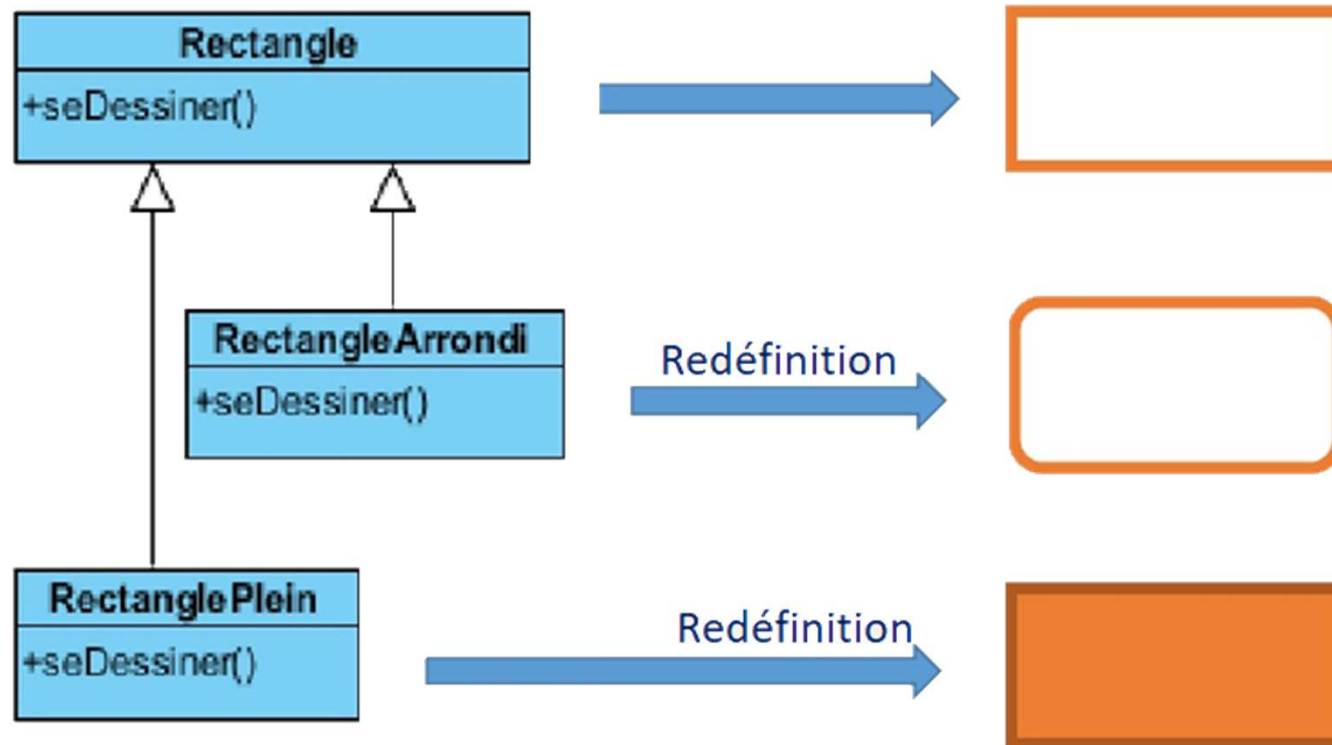 Rectangle
+seDessiner()
RectangleArrondi
+seDessiner()
Redéfinition
RectanglePlein
+seDessiner()
Redéfinition